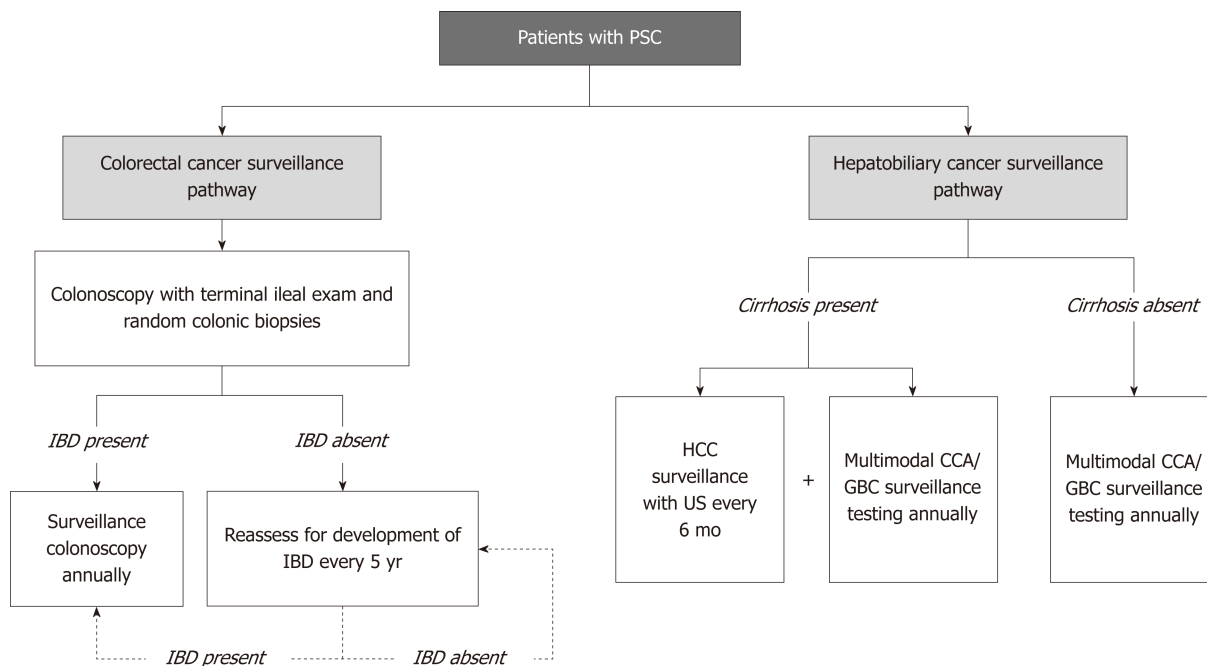 Patients with PSC
Colorectal cancer surveillance
pathway
Colonoscopy with terminal ileal exam and
random colonic biopsies
IBD present
IBD absent
Surveillance
colonoscopy
annually
Reassess for development of
IBD every 5 yr
IBD present
IBD absent
Hepatobiliary cancer surveillance
pathway
Cirrhosis present
Cirrhosis absent
HCC
surveillance
with US every
6 mo
+
Multimodal CCA/
GBC surveillance
testing annually
Multimodal CCA/
GBC surveillance
testing annually